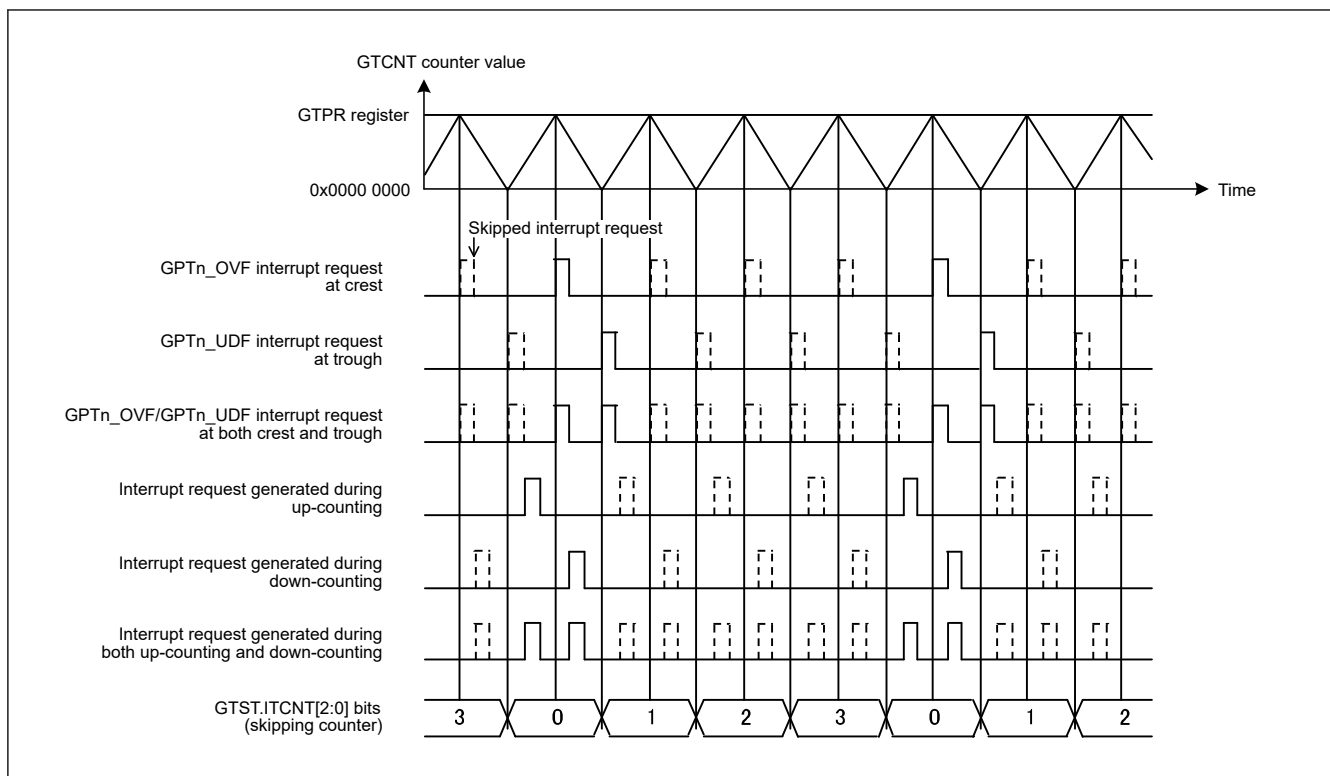 GTCNT counter value
GTPR register
0x0000 0000
Time
Skipped interrupt request
GPTn_OVF interrupt request
at crest
GPTn_UDF interrupt request
at trough
GPTn_OVF/GPTn_UDF interrupt request
at both crest and trough
Interrupt request generated during
up-counting
Interrupt request generated during
down-counting
Interrupt request generated during
both up-counting and down-counting
GTST.ITCNT[2:0] bits
(skipping counter)
3 0 1 2 3 0 1 2